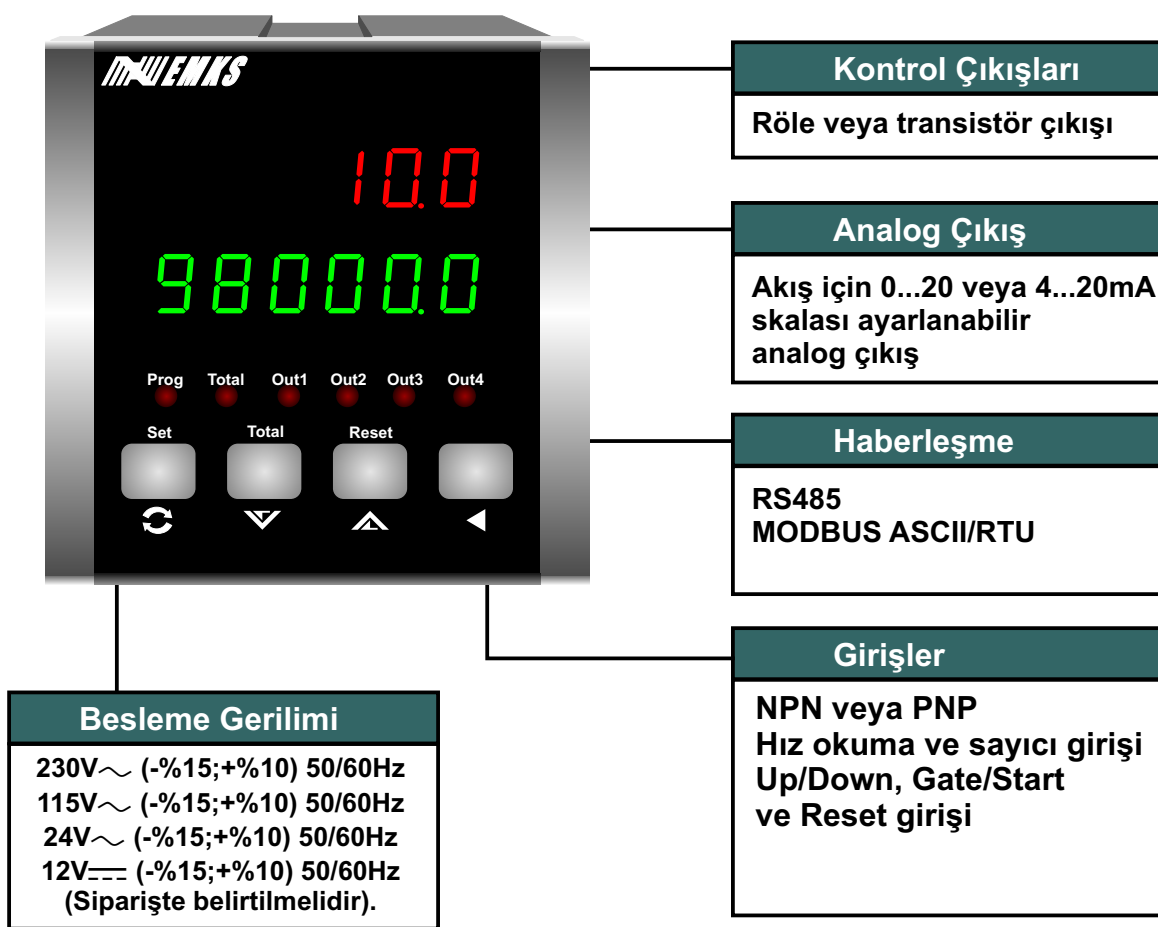 EMKS
10.0
98000.0
Prog Total Out1 Out2 Out3 Out4
Set Total Reset
Kontrol Çıkışları
Röle veya transistör çıkışı
Analog Çıkış
Akış için 0...20 veya 4...20mA
skalası ayarlanabilir
analog çıkış
Haberleşme
RS485
MODBUS ASCII/RTU
Girişler
NPN veya PNP
Hız okuma ve sayıcı girişi
Up/Down, Gate/Start
ve Reset girişi
Besleme Gerilimi
230V (-%15;+%10) 50/60Hz
115V (-%15;+%10) 50/60Hz
24V (-%15;+%10) 50/60Hz
12V (-%15;+%10) 50/60Hz
(Siparişte belirtilmelidir).